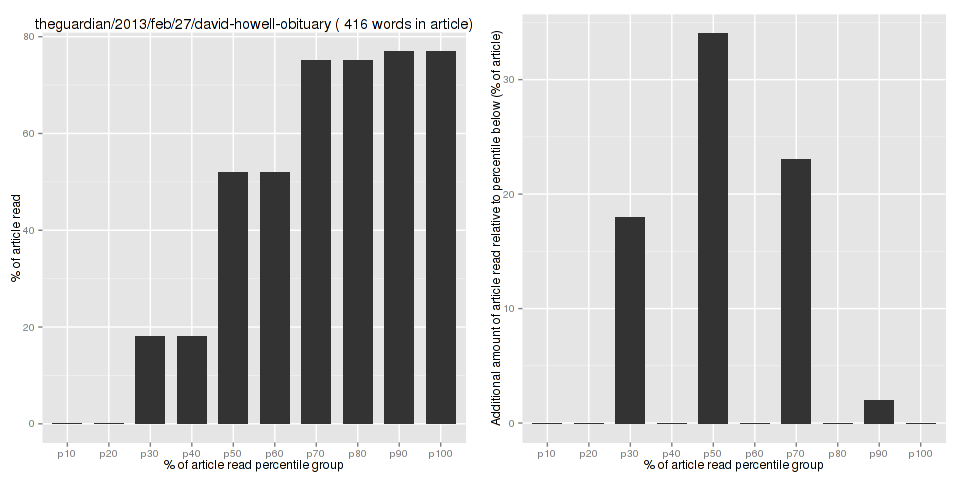 theguardian/2013/feb/27/david-howell-obituary ( 416 words in article)
% of article read
80
60
40
20
0
p10 p20 p30 p40 p50 p60 p70 p80 p90 p100
% of article read percentile group
Additional amount of article read relative to percentile below (% of article)
30
20
10
0
p10 p20 p30 p40 p50 p60 p70 p80 p90 p100
% of article read percentile group